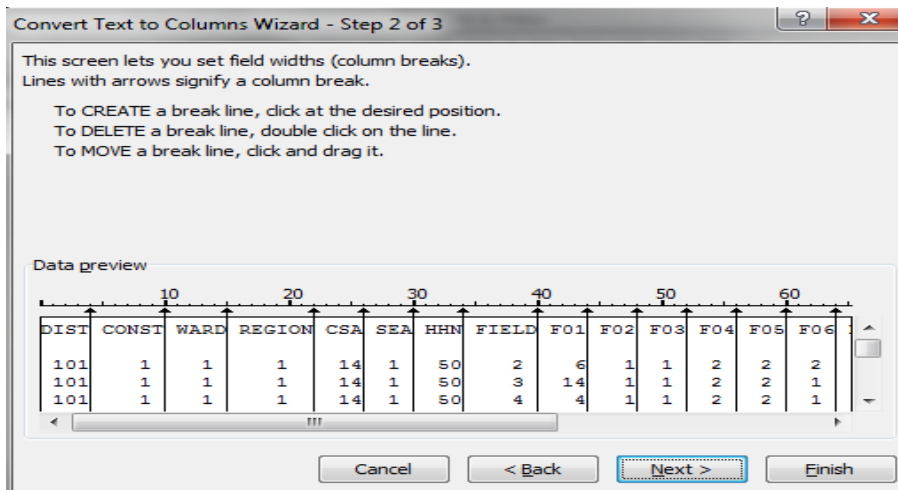 Convert Text to Columns Wizard - Step 2 of 3
This screen lets you set field widths (column breaks).
Lines with arrows signify a column break.
To CREATE a break line, click at the desired position.
To DELETE a break line, double click on the line.
To MOVE a break line, click and drag it.
Data preview
10 20 30 40 50 60
DIST CONST WARD REGION CSA SEA HHN FIELD F01 F02 F03 F04 F05 F06
101 1 1 1 14 1 50 2 6 1 1 2 2 2
101 1 1 1 14 1 50 3 14 1 1 2 2 1
101 1 1 1 14 1 50 4 4 1 1 2 2 1
Cancel < Back Next > Finish